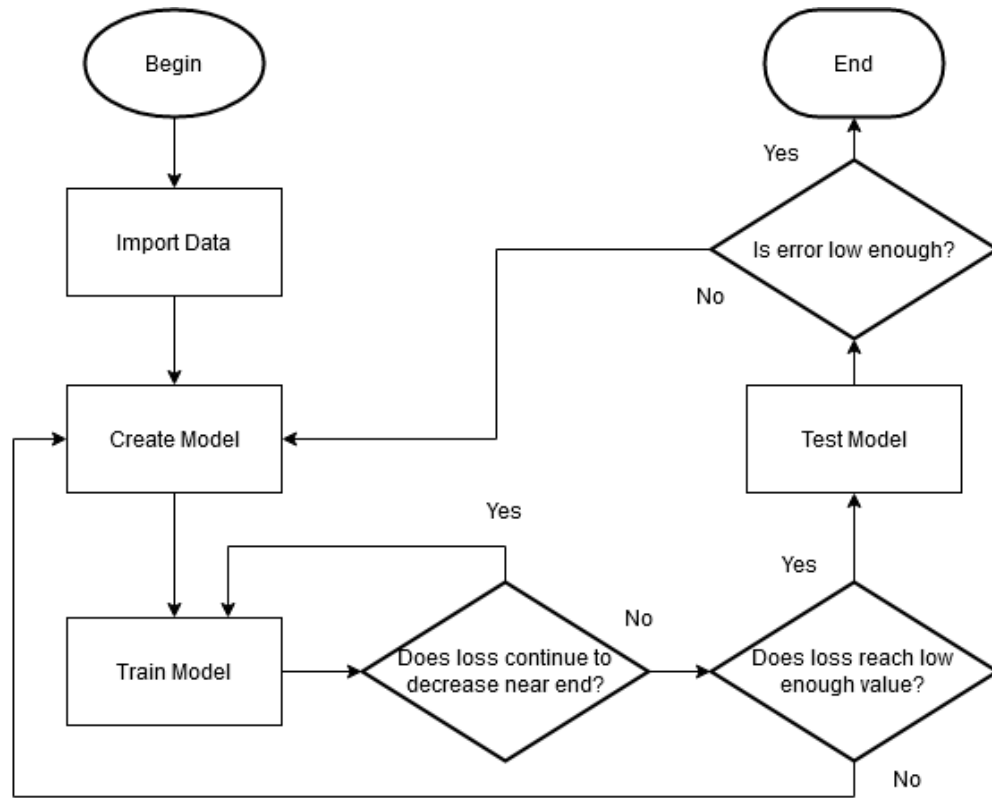 Begin
End
Yes
Import Data
Is error low enough?
No
Create Model
Test Model
Yes
Yes
No
Train Model
Does loss continue to
decrease near end?
Does loss reach low
enough value?
No